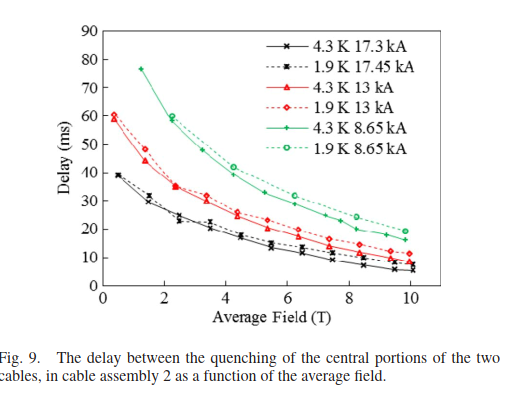 90
80
70
60
50
40
30
20
10
0
Delay (ms)
4.3 K 17.3 kA
1.9 K 17.45 kA
4.3 K 13 kA
1.9 K 13 kA
4.3 K 8.65 kA
1.9 K 8.65 kA
0 2 4 6 8 10
Average Field (T)
Fig. 9. The delay between the quenching of the central portions of the two
cables, in cable assembly 2 as a function of the average field.